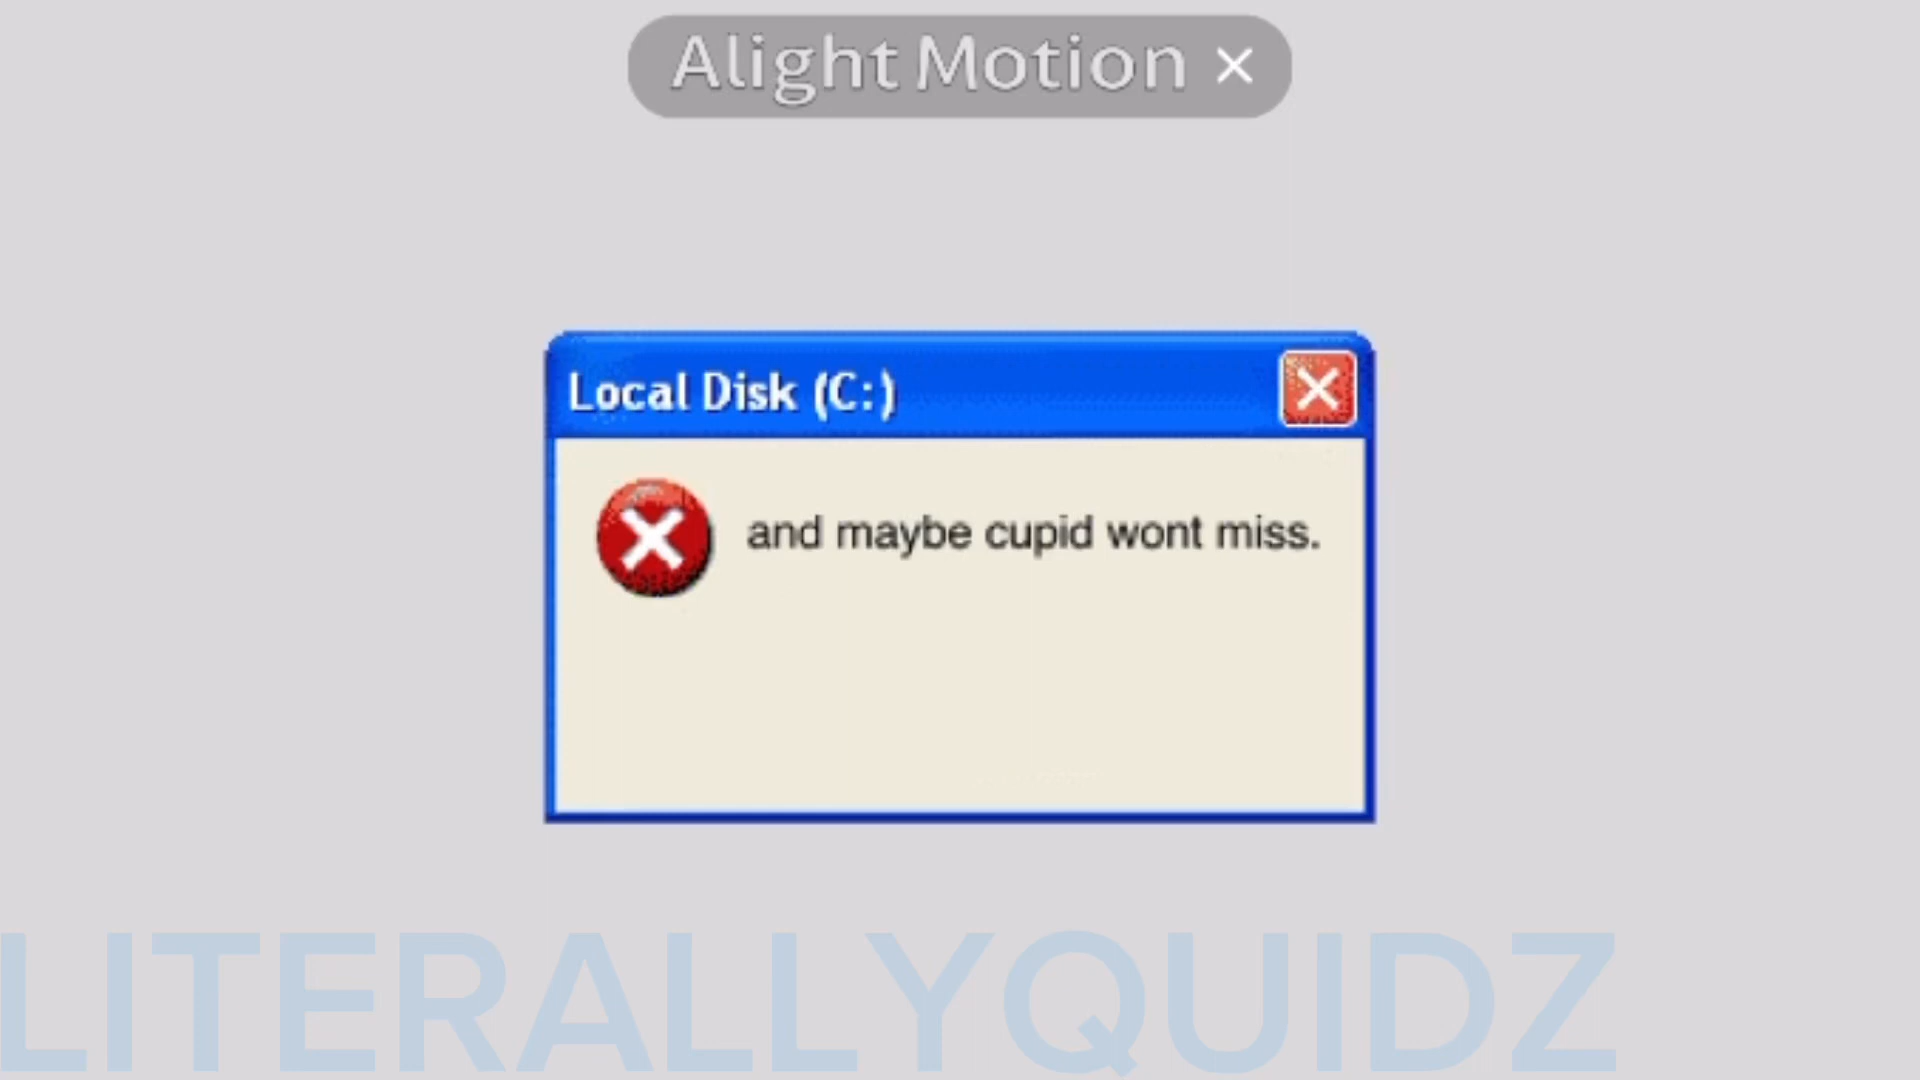 Alight Motion ×
Local Disk (C:)
and maybe cupid wont miss.
LITERALLYQUIDZ